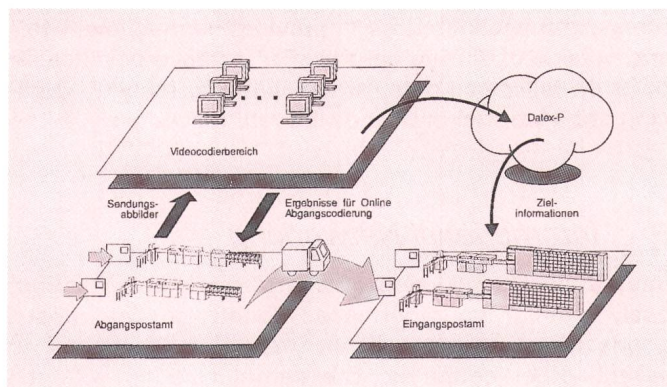 Datex-P
Videocodierbereich
Sendungs-
abbilder
Ergebnisse für Online
Abgangscodierung
Ziel-
informationen
Abgangspostamt
Eingangspostamt